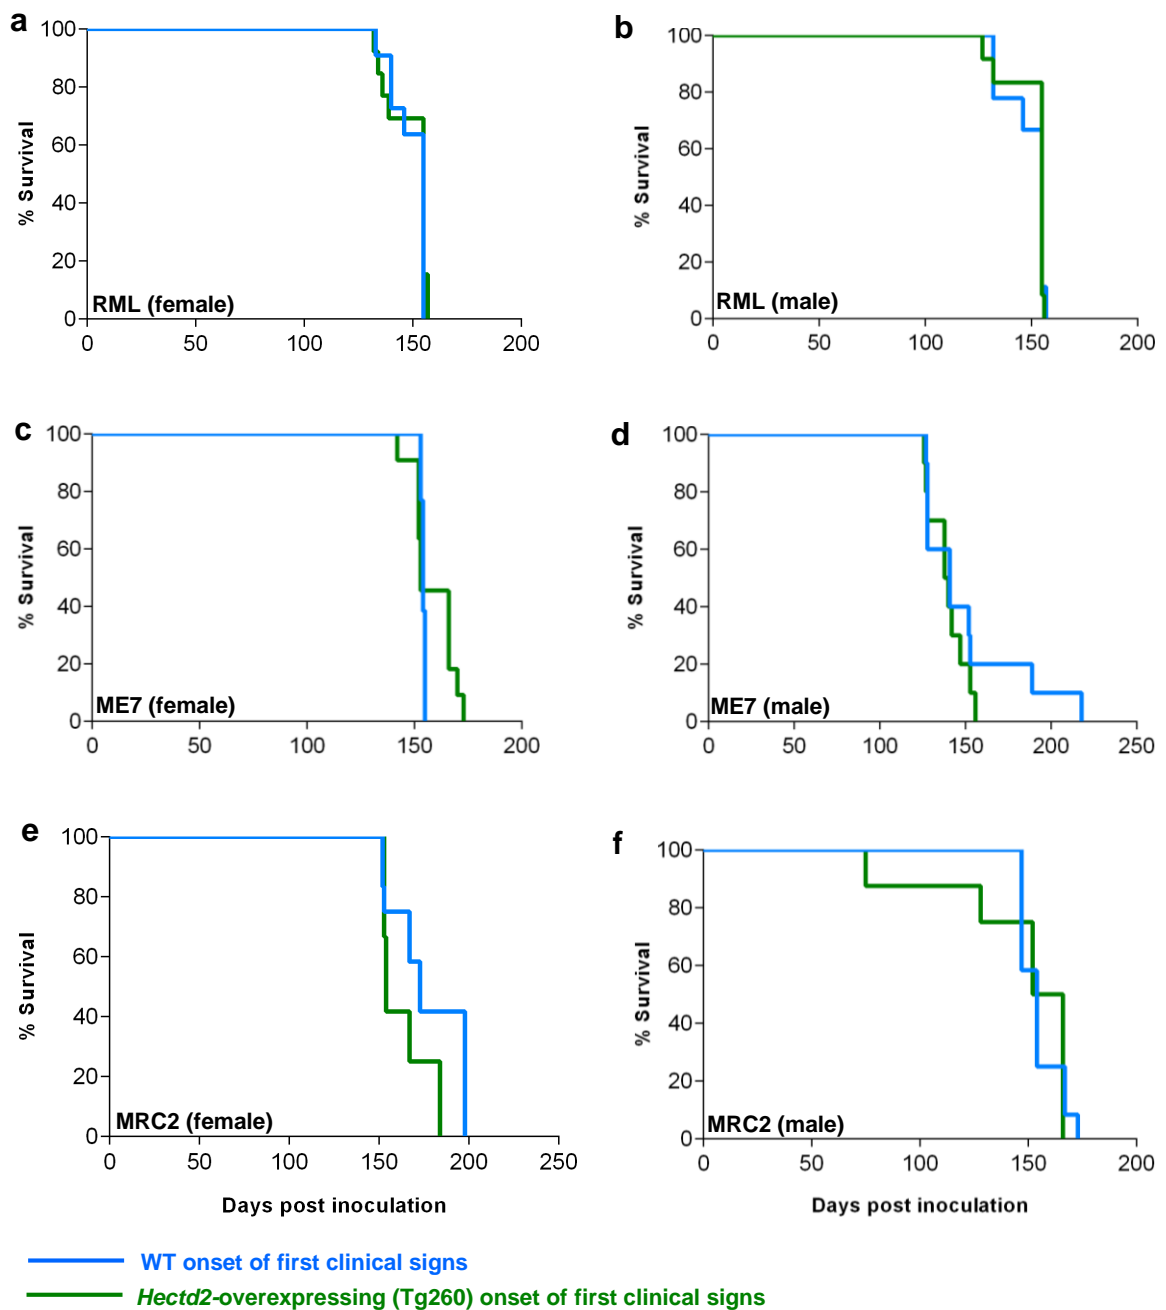 a
100
80
60
40
20
0
% Survival
RML (female)
0 50 100 150 200
b
100
80
60
40
20
0
% Survival
RML (male)
0 50 100 150 200
c
100
80
60
40
20
0
% Survival
ME7 (female)
0 50 100 150 200
d
100
80
60
40
20
0
% Survival
ME7 (male)
0 50 100 150 200 250
e
100
80
60
40
20
0
% Survival
MRC2 (female)
0 50 100 150 200 250
Days post inoculation
f
100
80
60
40
20
0
% Survival
MRC2 (male)
0 50 100 150 200
Days post inoculation
WT onset of first clinical signs
Hectd2-overexpressing (Tg260) onset of first clinical signs